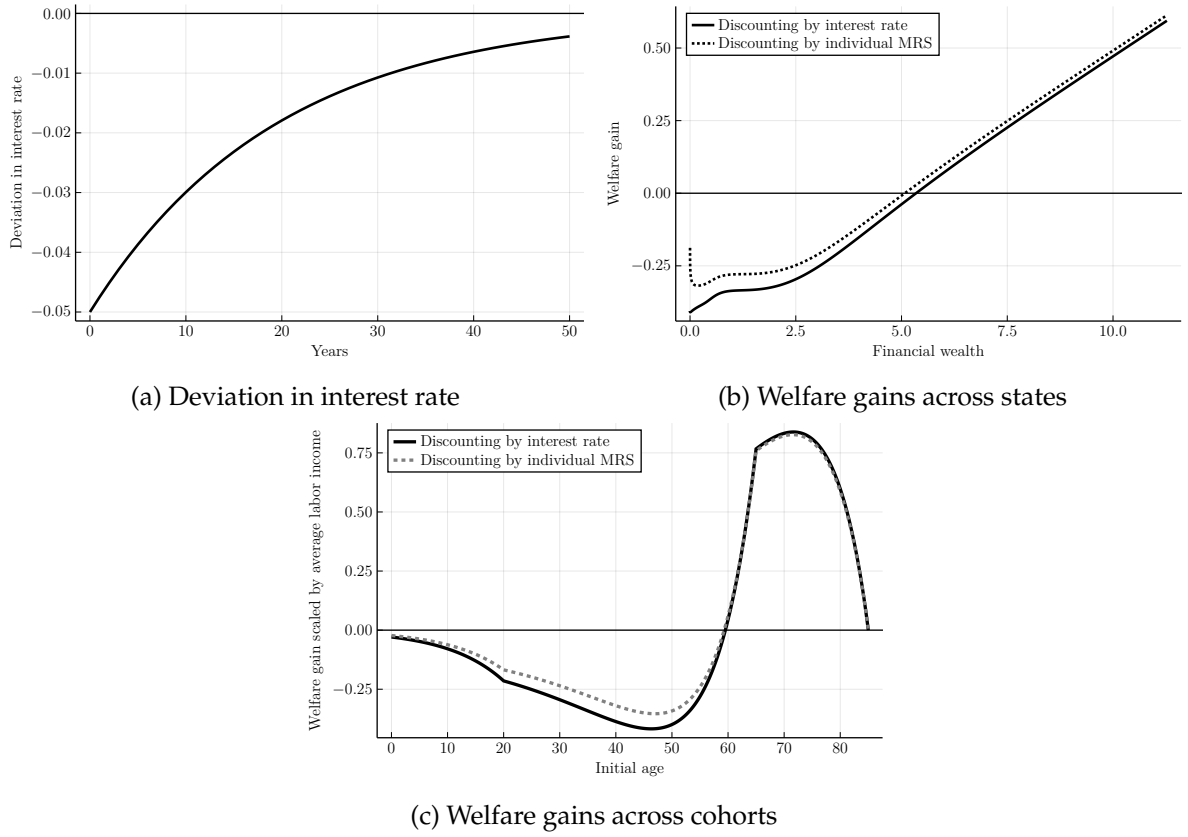 0.00
−0.01
−0.02
−0.03
−0.04
−0.05
Deviation in interest rate
0 10 20 30 40 50
Years
(a) Deviation in interest rate
Discounting by interest rate
Discounting by individual MRS
0.50
0.25
0.00
−0.25
Welfare gain
0.0 2.5 5.0 7.5 10.0
Financial wealth
(b) Welfare gains across states
Discounting by interest rate
Discounting by individual MRS
0.75
0.50
0.25
0.00
−0.25
Welfare gain scaled by average labor income
0 10 20 30 40 50 60 70 80
Initial age
(c) Welfare gains across cohorts